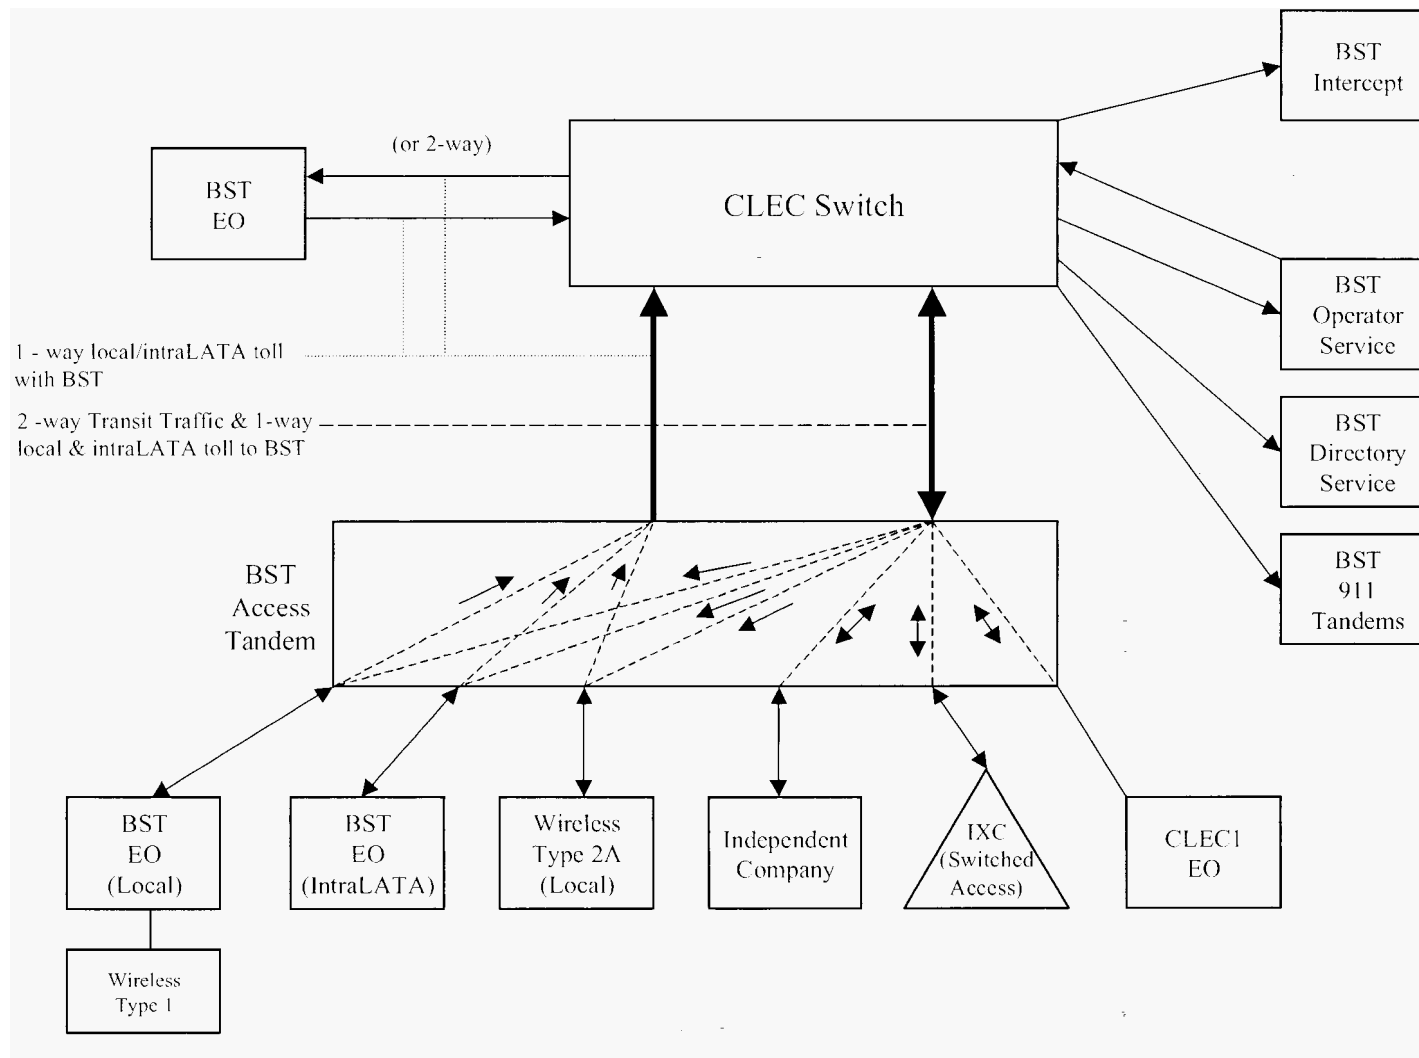 BST
Intercept
(or 2-way)
BST
EO
CLEC Switch
BST
Operator
Service
1 - way local/intraLATA toll
with BST
2 -way Transit Traffic & 1-way
local & intraLATA toll to BST
BST
Directory
Service
BST
911
Tandems
BST
Access
Tandem
BST
EO
(Local)
BST
EO
(IntraLATA)
Wireless
Type 2A
(Local)
Independent
Company
IXC
(Switched
Access)
CLEC1
EO
Wireless
Type 1